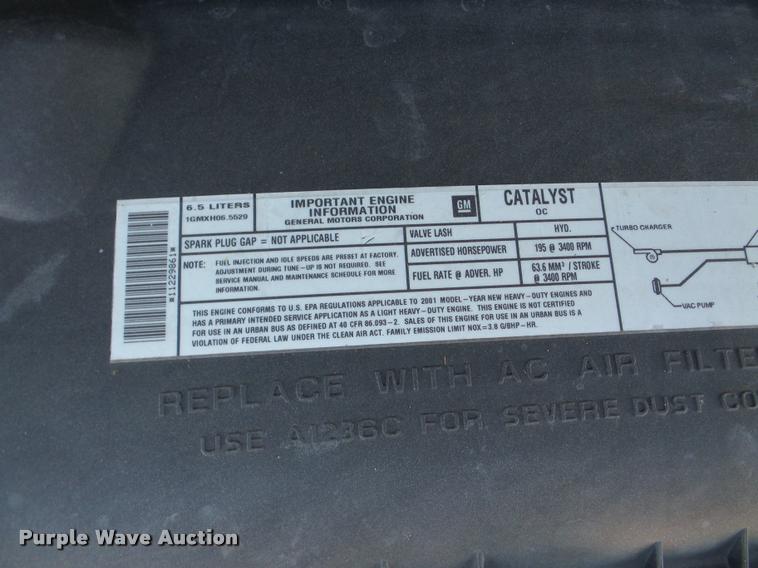 6.5 LITERS
1GMXH06.5529
IMPORTANT ENGINE
INFORMATION
GENERAL MOTORS CORPORATION
GM
CATALYST
OC
SPARK PLUG GAP = NOT APPLICABLE
NOTE: FUEL INJECTION AND IDLE SPEEDS ARE PRESET AT FACTORY.
ADJUSTMENT DURING TUNE-UP IS NOT REQUIRED. SEE
SERVICE MANUAL AND MAINTENANCE SCHEDULE FOR MORE
INFORMATION.
VALVE LASH HYD.
ADVERTISED HORSEPOWER 195 @ 3400 RPM
FUEL RATE @ ADVER. HP 63.6 MM³ / STROKE
@ 3400 RPM
THIS ENGINE CONFORMS TO U.S. EPA REGULATIONS APPLICABLE TO 2001 MODEL-YEAR NEW HEAVY-DUTY ENGINES AND
HAS A PRIMARY INTENDED SERVICE APPLICATION AS A LIGHT HEAVY-DUTY ENGINE. THIS ENGINE IS NOT CERTIFIED
FOR USE IN AN URBAN BUS AS DEFINED AT 40 CFR 86.093-2. SALES OF THIS ENGINE FOR USE IN AN URBAN BUS IS A
VIOLATION OF FEDERAL LAW UNDER THE CLEAN AIR ACT. FAMILY EMISSION LIMIT NOX=3.8 G/BHP-HR.
*11229861*
TURBO CHARGER
VAC PUMP
REPLACE WITH AC AIR FILTE
USE A1236C FOR SEVERE DUST CO
Purple Wave Auction